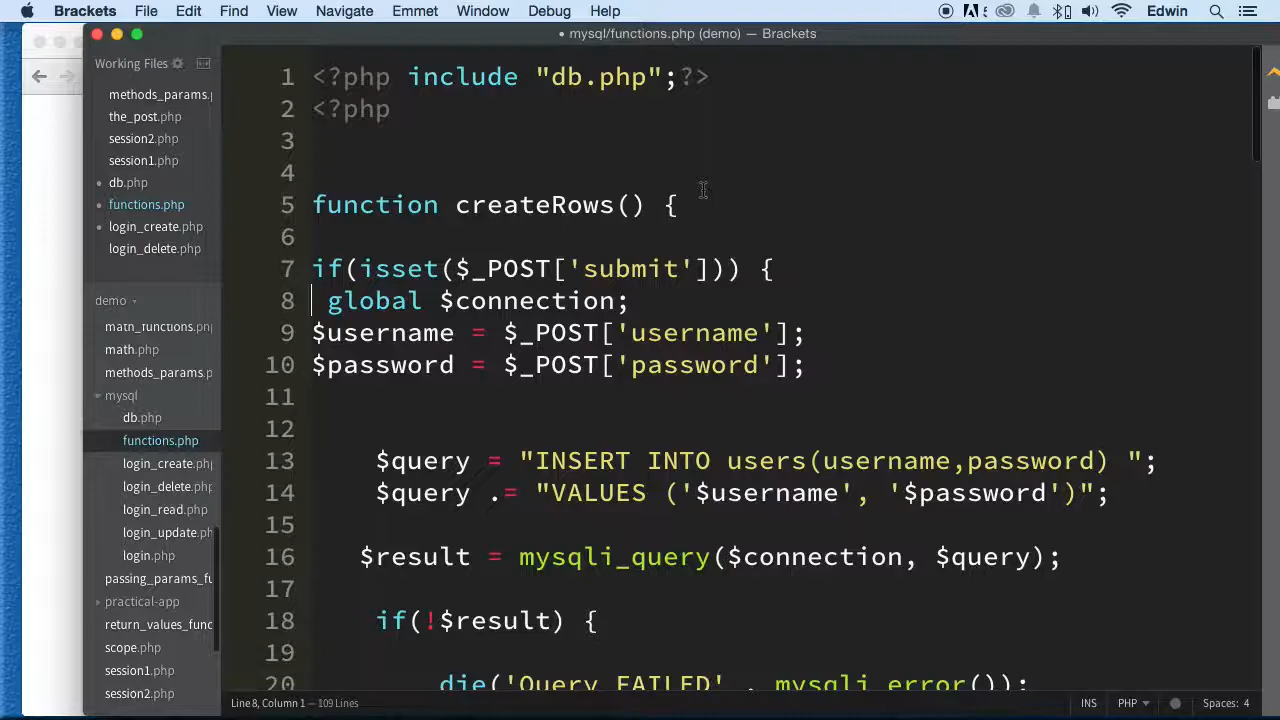 Brackets File Edit Find View Navigate Emmet Window Debug Help Edwin
mysql/functions.php (demo) — Brackets
Working Files
methods_params.p
the_post.php
session2.php
session1.php
db.php
functions.php
login_create.php
login_delete.php
demo
math_functions.php
math.php
methods_params.p
mysql
db.php
functions.php
login_create.php
login_delete.php
login_read.php
login_update.ph
login.php
passing_params_fu
practical-app
return_values_func
scope.php
session1.php
session2.php
1 <?php include "db.php";?>
2 <?php
3
4
5 function createRows() {
6
7 if(isset($_POST['submit'])) {
8 global $connection;
9 $username = $_POST['username'];
10 $password = $_POST['password'];
11
12
13 $query = "INSERT INTO users(username,password) ";
14 $query .= "VALUES ('$username', '$password')";
15
16 $result = mysqli_query($connection, $query);
17
18 if(!$result) {
19
20 die('Query FAILED' . mysqli_error());
Line 8, Column 1 — 109 Lines
INS PHP Spaces: 4